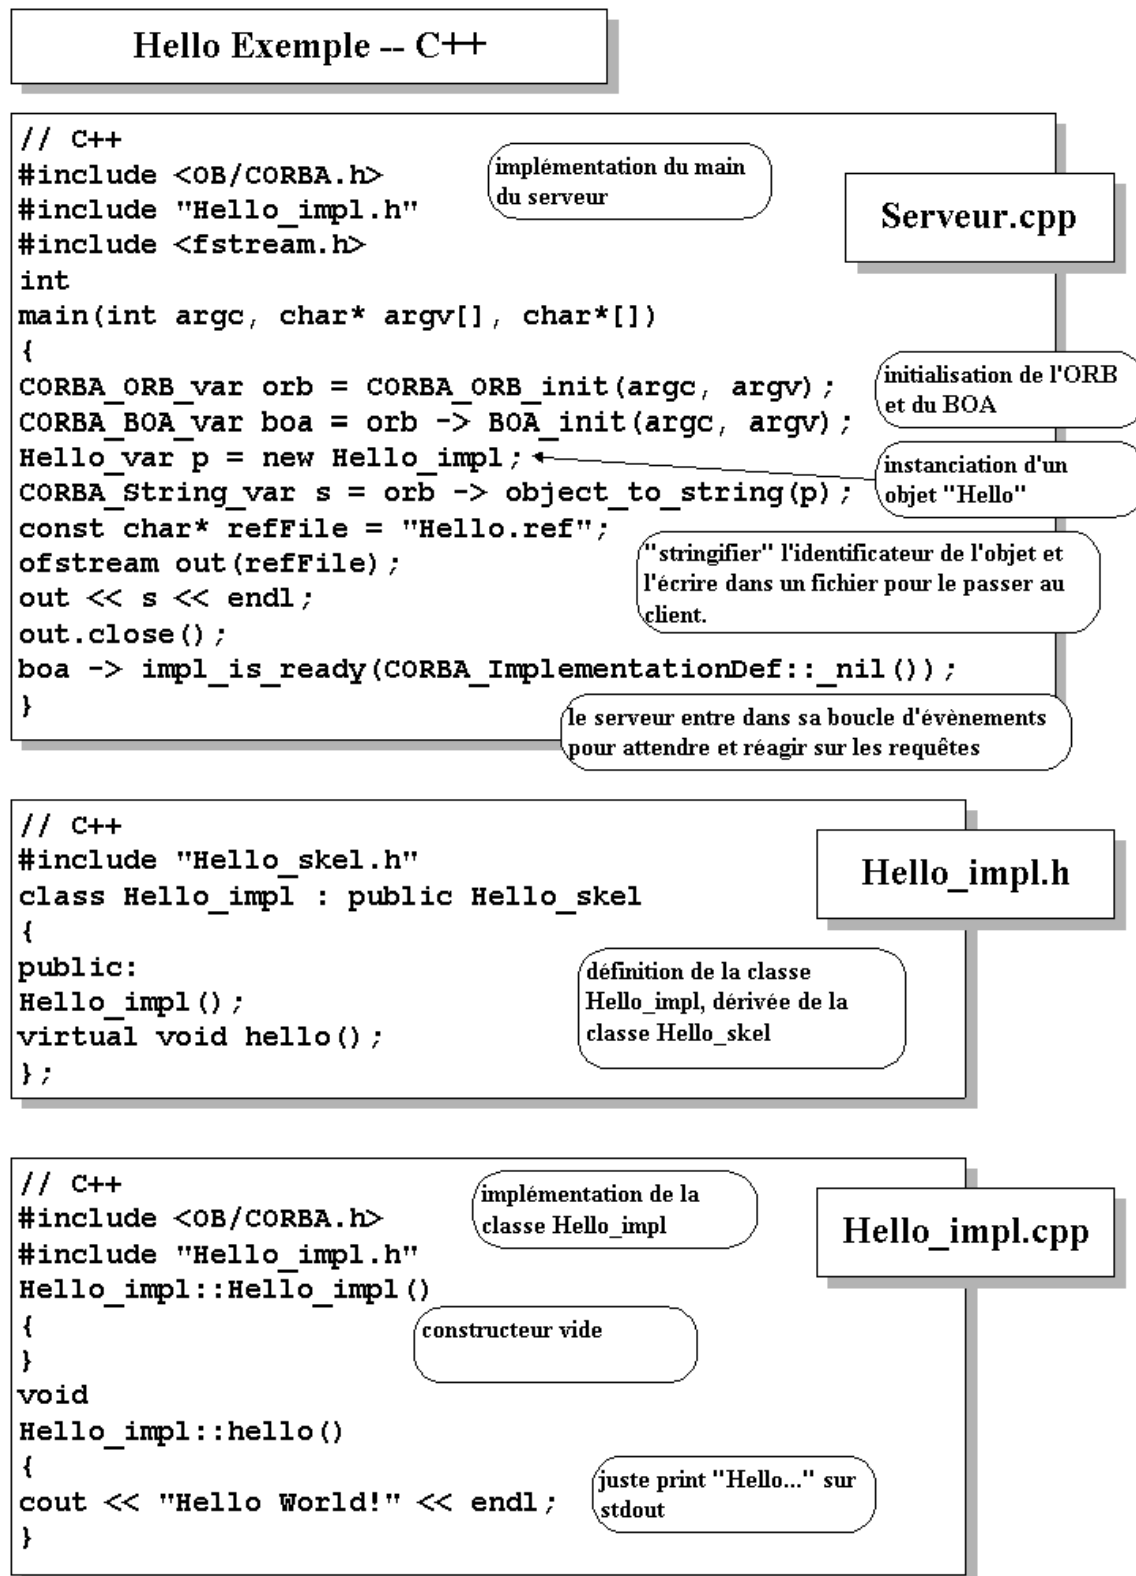 Hello Exemple -- C++
// C++
#include <OB/CORBA.h>
#include "Hello_impl.h"
#include <fstream.h>
int
main(int argc, char* argv[], char*[])
{
CORBA_ORB_var orb = CORBA_ORB_init(argc, argv);
CORBA_BOA_var boa = orb -> BOA_init(argc, argv);
Hello_var p = new Hello_impl;
CORBA_String_var s = orb -> object_to_string(p);
const char* refFile = "Hello.ref";
ofstream out(refFile);
out << s << endl;
out.close();
boa -> impl_is_ready(CORBA_ImplementationDef::_nil());
}
implémentation du main
du serveur
Serveur.cpp
initialisation de l'ORB
et du BOA
instanciation d'un
objet "Hello"
"stringifier" l'identificateur de l'objet et
l'écrire dans un fichier pour le passer au
client.
le serveur entre dans sa boucle d'évènements
pour attendre et réagir sur les requêtes
// C++
#include "Hello_skel.h"
class Hello_impl : public Hello_skel
{
public:
Hello_impl();
virtual void hello();
};
Hello_impl.h
définition de la classe
Hello_impl, dérivée de la
classe Hello_skel
// C++
#include <OB/CORBA.h>
#include "Hello_impl.h"
Hello_impl::Hello_impl()
{
}
void
Hello_impl::hello()
{
cout << "Hello World!" << endl;
}
implémentation de la
classe Hello_impl
Hello_impl.cpp
constructeur vide
juste print "Hello..." sur
stdout